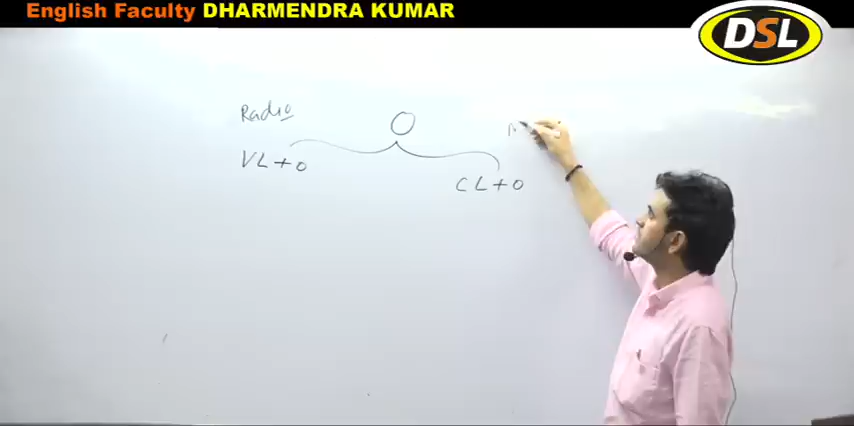 English Faculty DHARMENDRA KUMAR
DSL
Radio
O
VL + O
CL + O